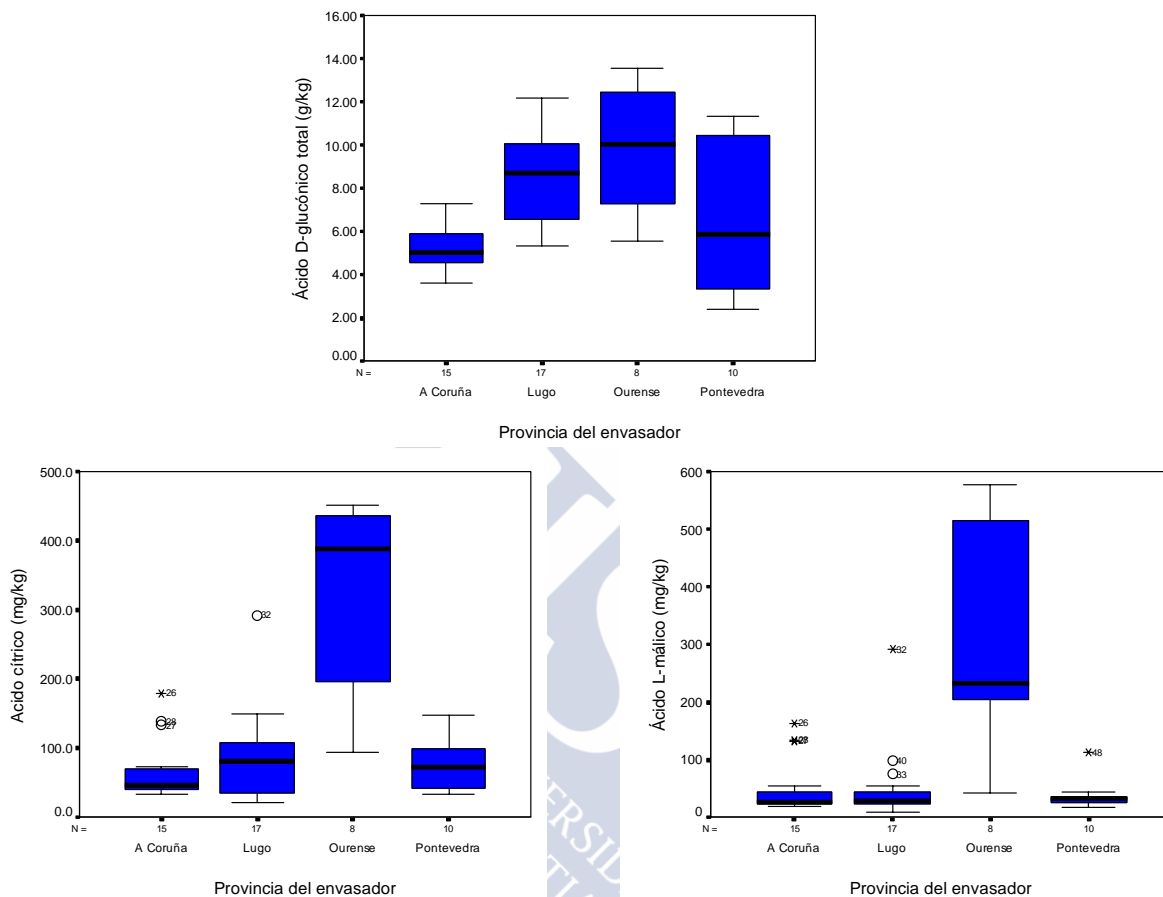 16.00
14.00
12.00
10.00
8.00
6.00
4.00
2.00
0.00
Ácido D-glucónico total (g/kg)
N = 15 17 8 10
A Coruña Lugo Ourense Pontevedra
Provincia del envasador
500.0
400.0
300.0
200.0
100.0
0.0
Acido cítrico (mg/kg)
32
26
28
27
N = 15 17 8 10
A Coruña Lugo Ourense Pontevedra
Provincia del envasador
600
500
400
300
200
100
0
Ácido L-málico (mg/kg)
32
26
40
33
48
N = 15 17 8 10
A Coruña Lugo Ourense Pontevedra
Provincia del envasador